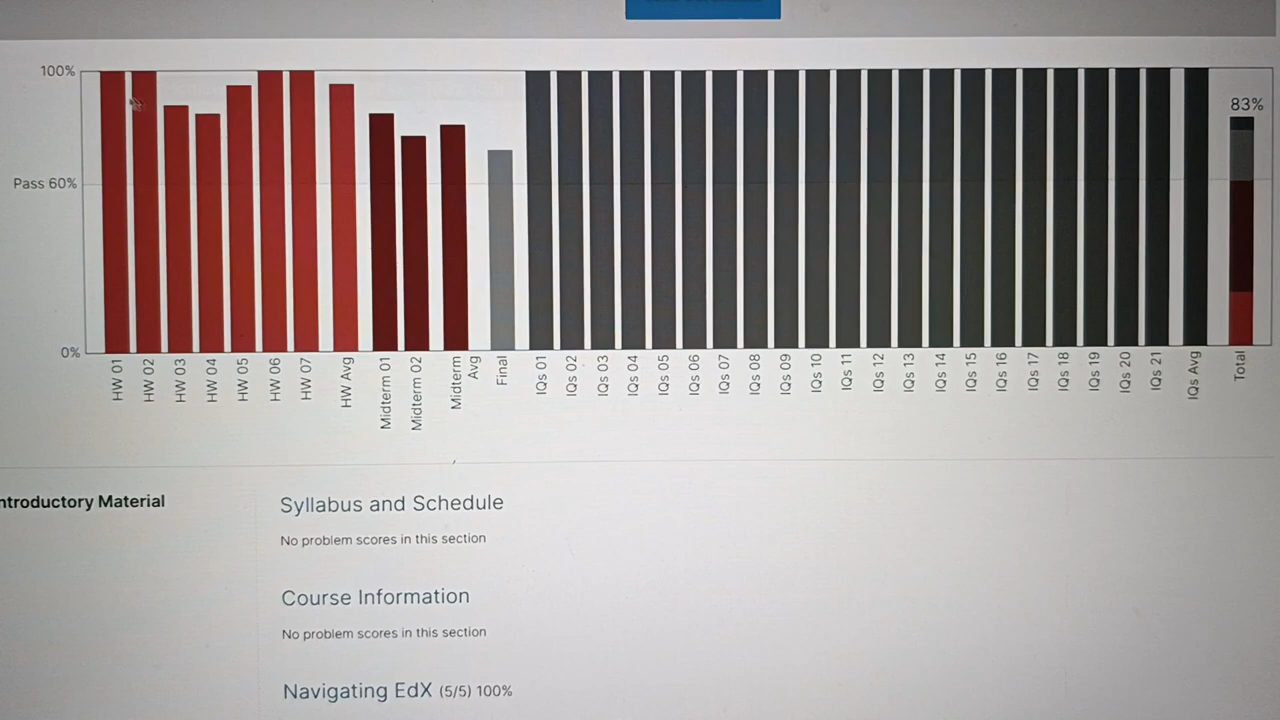 100%
83%
Pass 60%
0%
HW 01
HW 02
HW 03
HW 04
HW 05
HW 06
HW 07
HW Avg
Midterm 01
Midterm 02
Midterm
Avg
Final
IQs 01
IQs 02
IQs 03
IQs 04
IQs 05
IQs 06
IQs 07
IQs 08
IQs 09
IQs 10
IQs 11
IQs 12
IQs 13
IQs 14
IQs 15
IQs 16
IQs 17
IQs 18
IQs 19
IQs 20
IQs 21
IQs Avg
Total
ntroductory Material
Syllabus and Schedule
No problem scores in this section
Course Information
No problem scores in this section
Navigating EdX (5/5) 100%